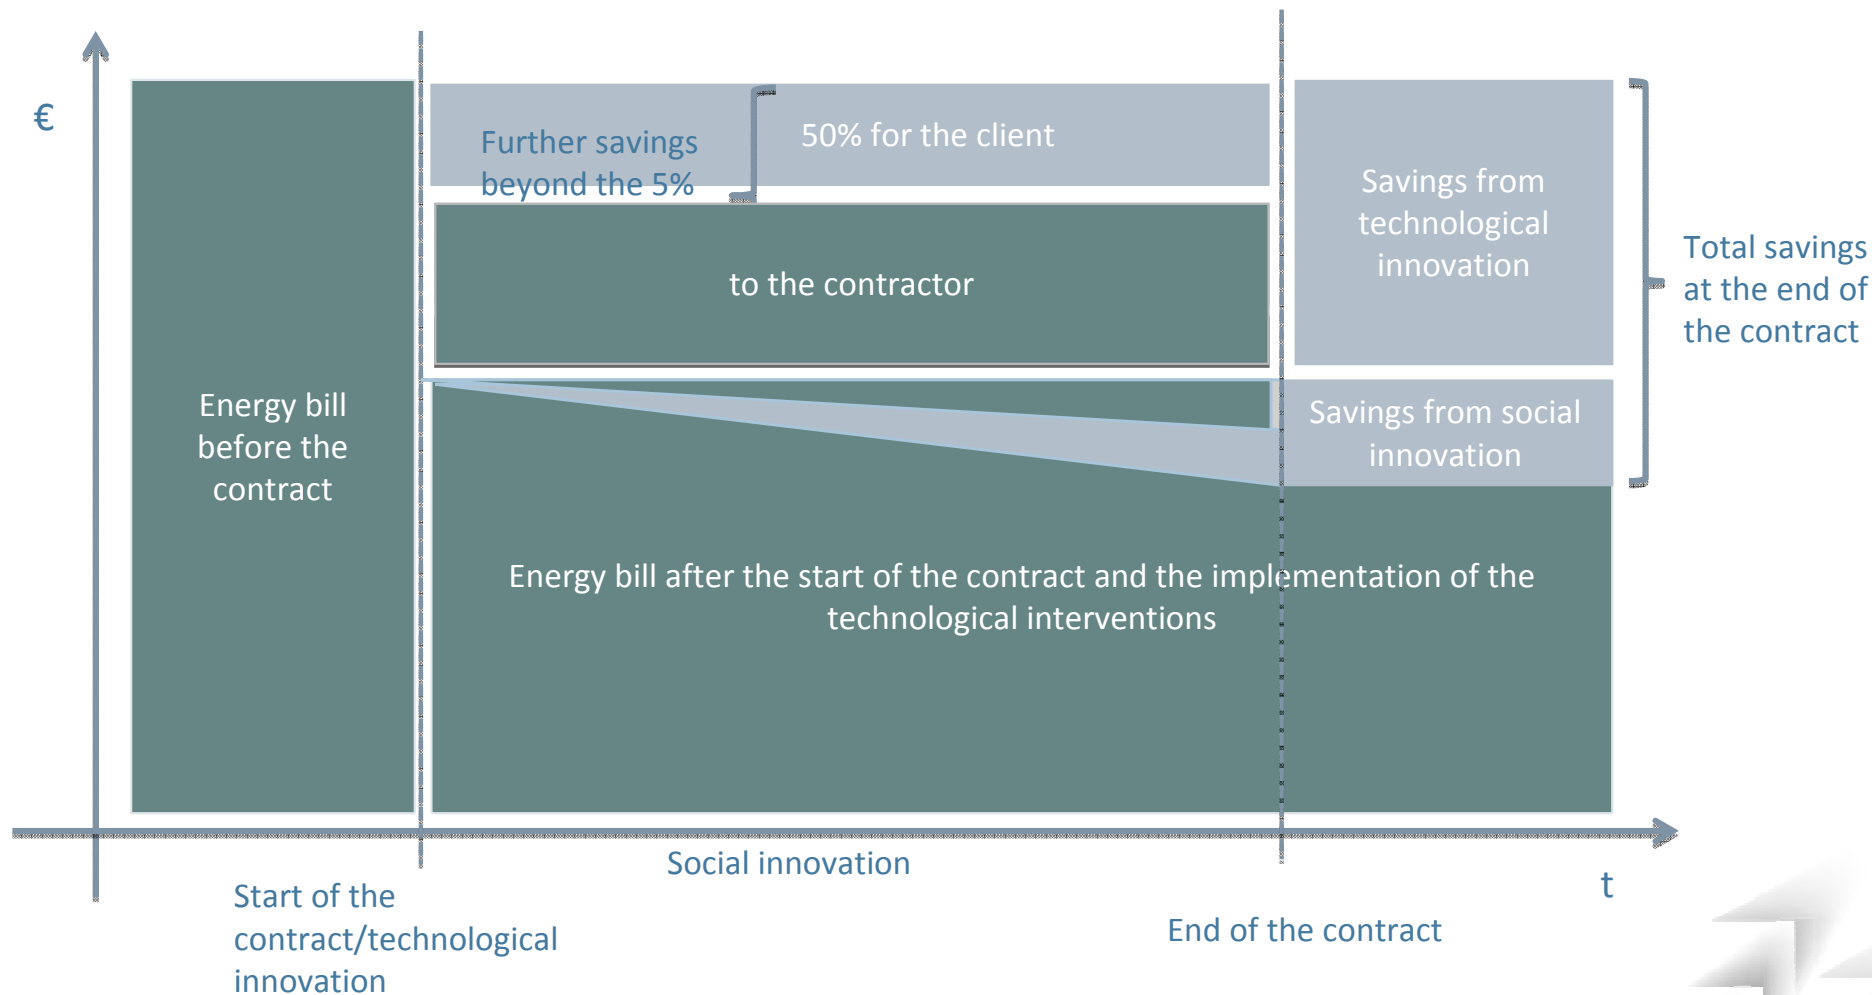 €
Further savings
beyond the 5%
50% for the client
Savings from
technological
innovation
Total savings
at the end of
the contract
to the contractor
Energy bill
before the
contract
Savings from social
innovation
Energy bill after the start of the contract and the implementation of the
technological interventions
Social innovation
t
Start of the
contract/technological
innovation
End of the contract